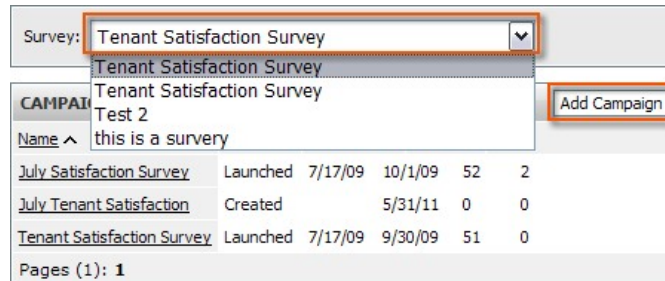 Survey: Tenant Satisfaction Survey
Tenant Satisfaction Survey
Tenant Satisfaction Survey
Test 2
this is a survery
Add Campaign
Name
July Satisfaction Survey Launched 7/17/09 10/1/09 52 2
July Tenant Satisfaction Created 5/31/11 0 0
Tenant Satisfaction Survey Launched 7/17/09 9/30/09 51 0
Pages (1): 1